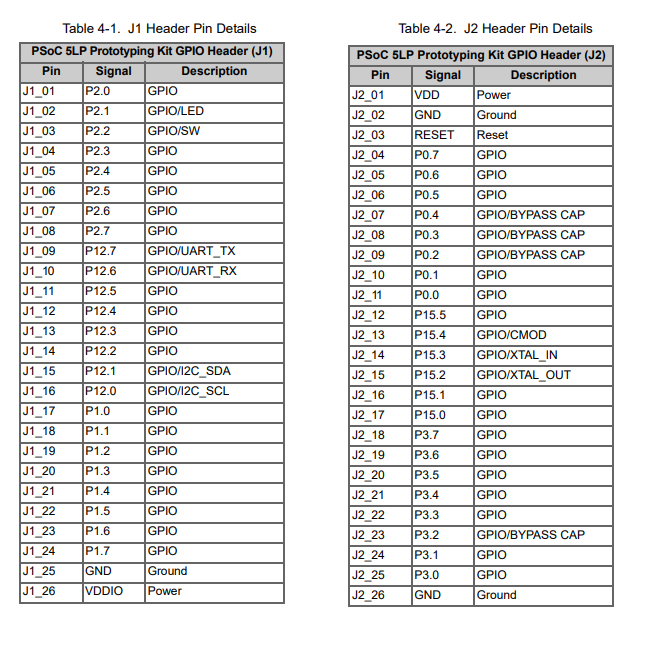 Table 4-1. J1 Header Pin Details
PSoC 5LP Prototyping Kit GPIO Header (J1)
Pin Signal Description
J1_01 P2.0 GPIO
J1_02 P2.1 GPIO/LED
J1_03 P2.2 GPIO/SW
J1_04 P2.3 GPIO
J1_05 P2.4 GPIO
J1_06 P2.5 GPIO
J1_07 P2.6 GPIO
J1_08 P2.7 GPIO
J1_09 P12.7 GPIO/UART_TX
J1_10 P12.6 GPIO/UART_RX
J1_11 P12.5 GPIO
J1_12 P12.4 GPIO
J1_13 P12.3 GPIO
J1_14 P12.2 GPIO
J1_15 P12.1 GPIO/I2C_SDA
J1_16 P12.0 GPIO/I2C_SCL
J1_17 P1.0 GPIO
J1_18 P1.1 GPIO
J1_19 P1.2 GPIO
J1_20 P1.3 GPIO
J1_21 P1.4 GPIO
J1_22 P1.5 GPIO
J1_23 P1.6 GPIO
J1_24 P1.7 GPIO
J1_25 GND Ground
J1_26 VDDIO Power
Table 4-2. J2 Header Pin Details
PSoC 5LP Prototyping Kit GPIO Header (J2)
Pin Signal Description
J2_01 VDD Power
J2_02 GND Ground
J2_03 RESET Reset
J2_04 P0.7 GPIO
J2_05 P0.6 GPIO
J2_06 P0.5 GPIO
J2_07 P0.4 GPIO/BYPASS CAP
J2_08 P0.3 GPIO/BYPASS CAP
J2_09 P0.2 GPIO/BYPASS CAP
J2_10 P0.1 GPIO
J2_11 P0.0 GPIO
J2_12 P15.5 GPIO
J2_13 P15.4 GPIO/CMOD
J2_14 P15.3 GPIO/XTAL_IN
J2_15 P15.2 GPIO/XTAL_OUT
J2_16 P15.1 GPIO
J2_17 P15.0 GPIO
J2_18 P3.7 GPIO
J2_19 P3.6 GPIO
J2_20 P3.5 GPIO
J2_21 P3.4 GPIO
J2_22 P3.3 GPIO
J2_23 P3.2 GPIO/BYPASS CAP
J2_24 P3.1 GPIO
J2_25 P3.0 GPIO
J2_26 GND Ground